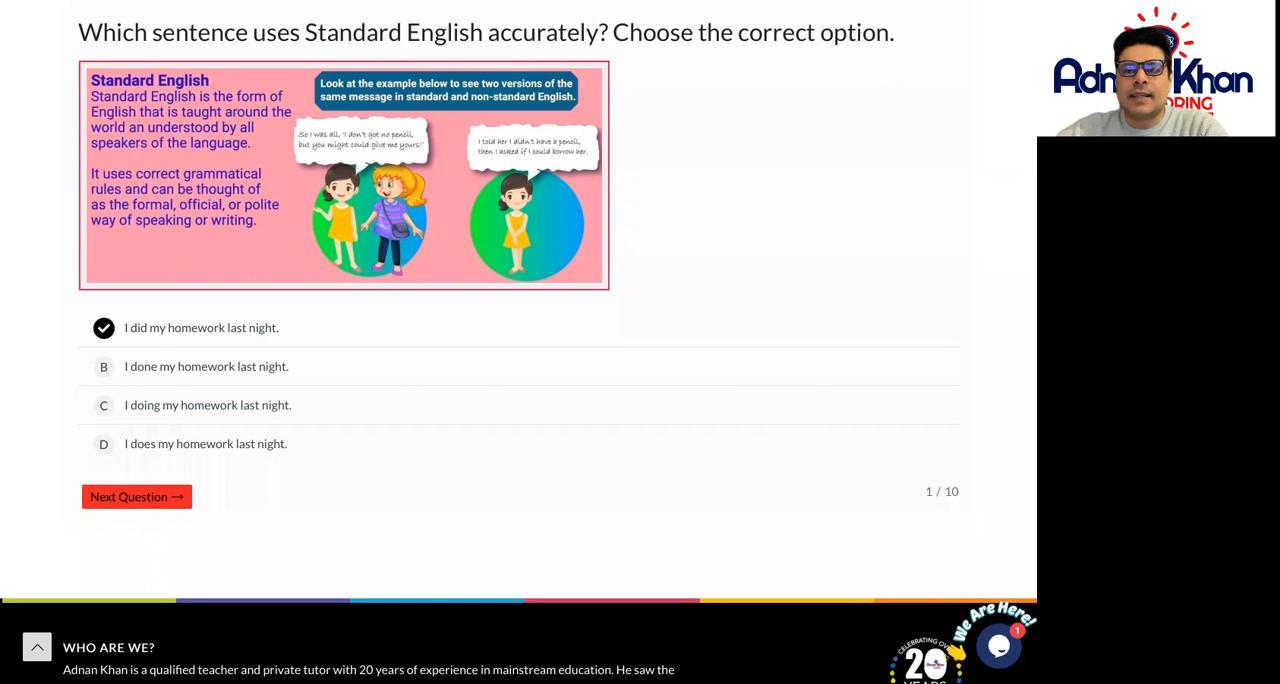 Which sentence uses Standard English accurately? Choose the correct option.
Standard English
Standard English is the form of
English that is taught around the
world an understood by all
speakers of the language.
It uses correct grammatical
rules and can be thought of
as the formal, official, or polite
way of speaking or writing.
Look at the example below to see two versions of the
same message in standard and non-standard English.
So I was all, "I don't got no pencil,
but you might could give me yours!"
I told her I didn't have a pencil,
then I asked if I could borrow her.
I did my homework last night.
B I done my homework last night.
C I doing my homework last night.
D I does my homework last night.
Next Question →
1 / 10
WHO ARE WE?
Adnan Khan is a qualified teacher and private tutor with 20 years of experience in mainstream education. He saw the
We Are Here!
1
CELEBRATING OV
20
YEARS
Adn Khan
ORING